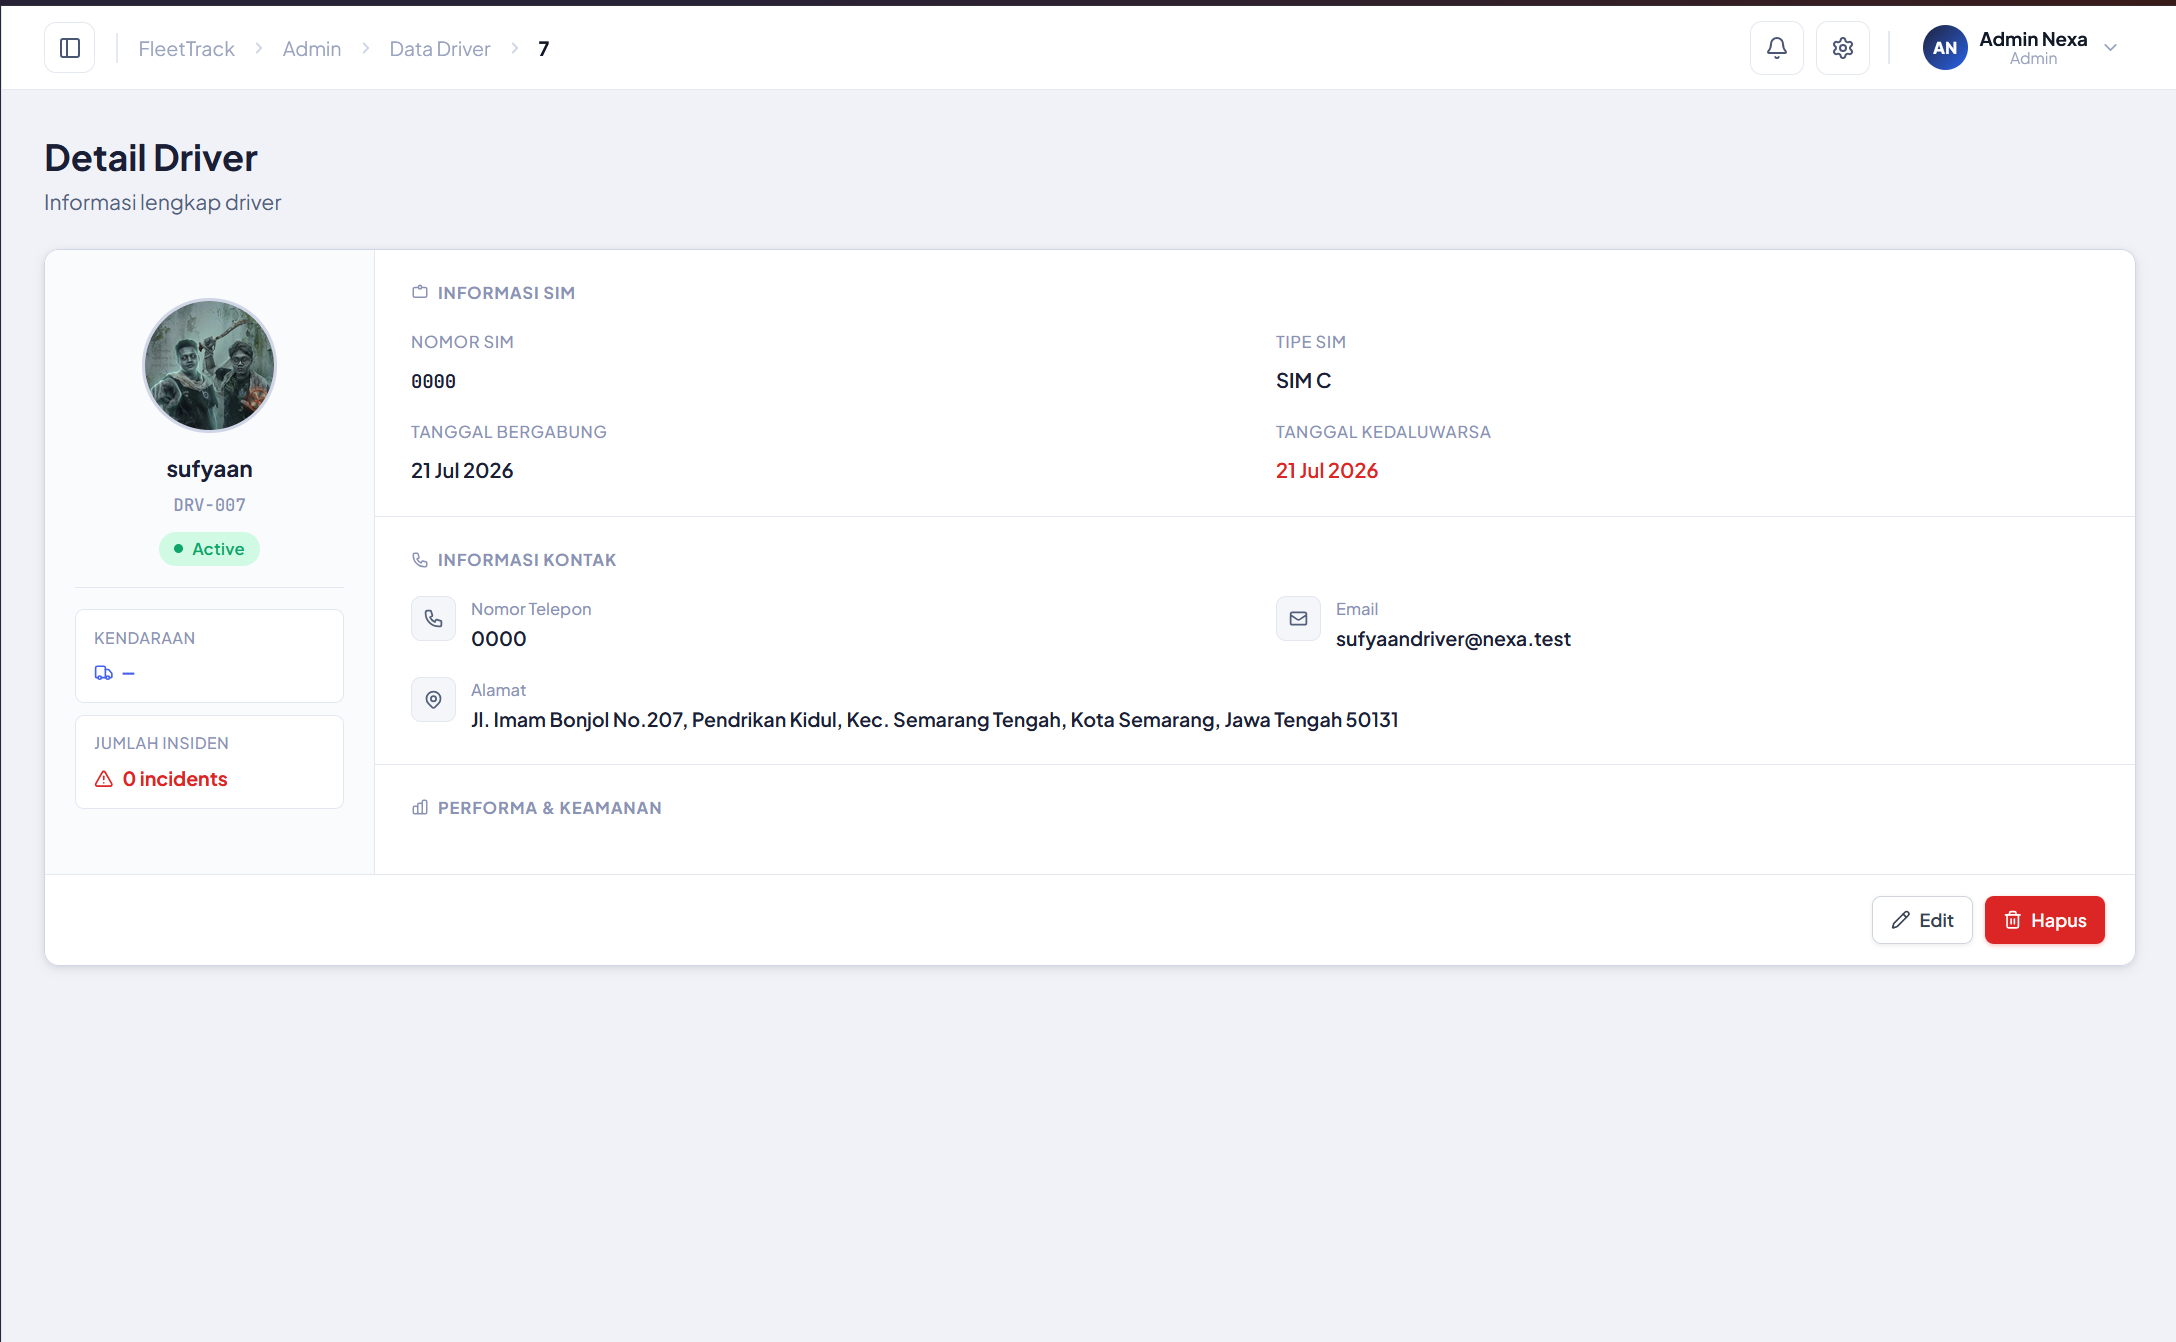 FleetTrack > Admin > Data Driver > 7
AN
Admin Nexa
Admin
Detail Driver
Informasi lengkap driver
sufyaan
DRV-007
Active
KENDARAAN
–
JUMLAH INSIDEN
0 incidents
INFORMASI SIM
NOMOR SIM
0000
TIPE SIM
SIM C
TANGGAL BERGABUNG
21 Jul 2026
TANGGAL KEDALUWARSA
21 Jul 2026
INFORMASI KONTAK
Nomor Telepon
0000
Email
sufyaandriver@nexa.test
Alamat
Jl. Imam Bonjol No.207, Pendrikan Kidul, Kec. Semarang Tengah, Kota Semarang, Jawa Tengah 50131
PERFORMA & KEAMANAN
Edit
Hapus